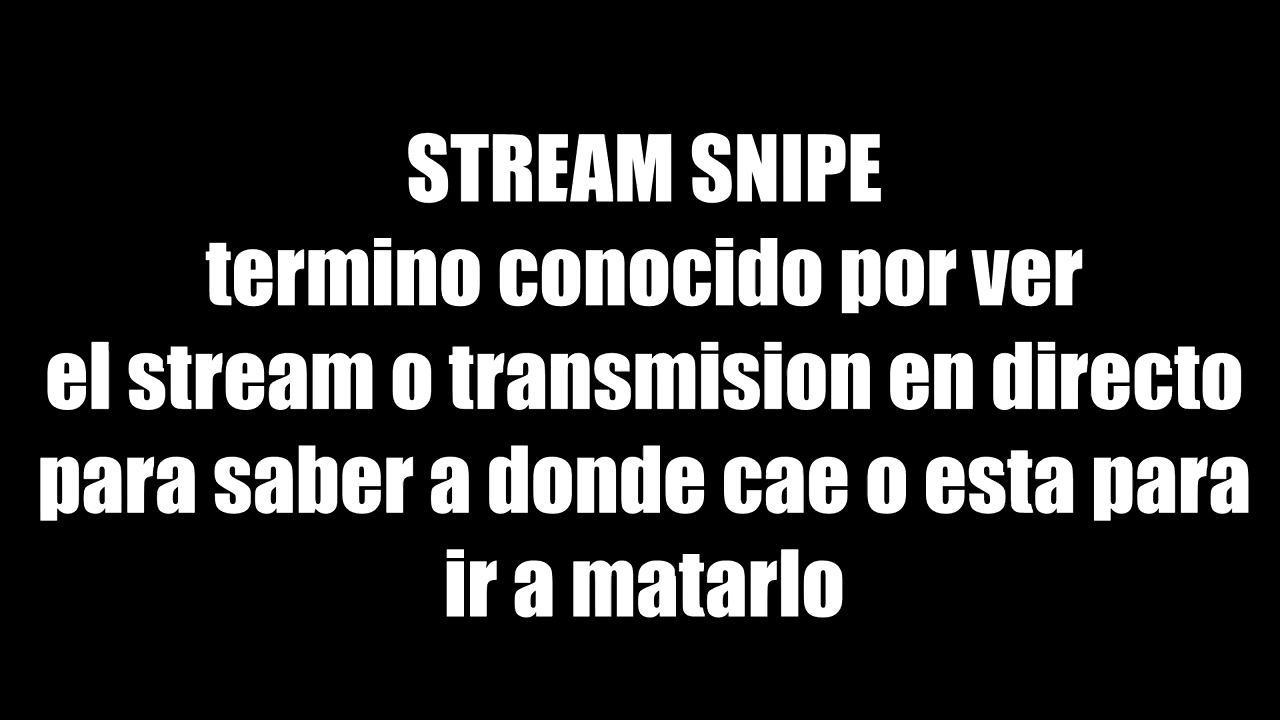 STREAM SNIPE
termino conocido por ver
el stream o transmision en directo
para saber a donde cae o esta para
ir a matarlo